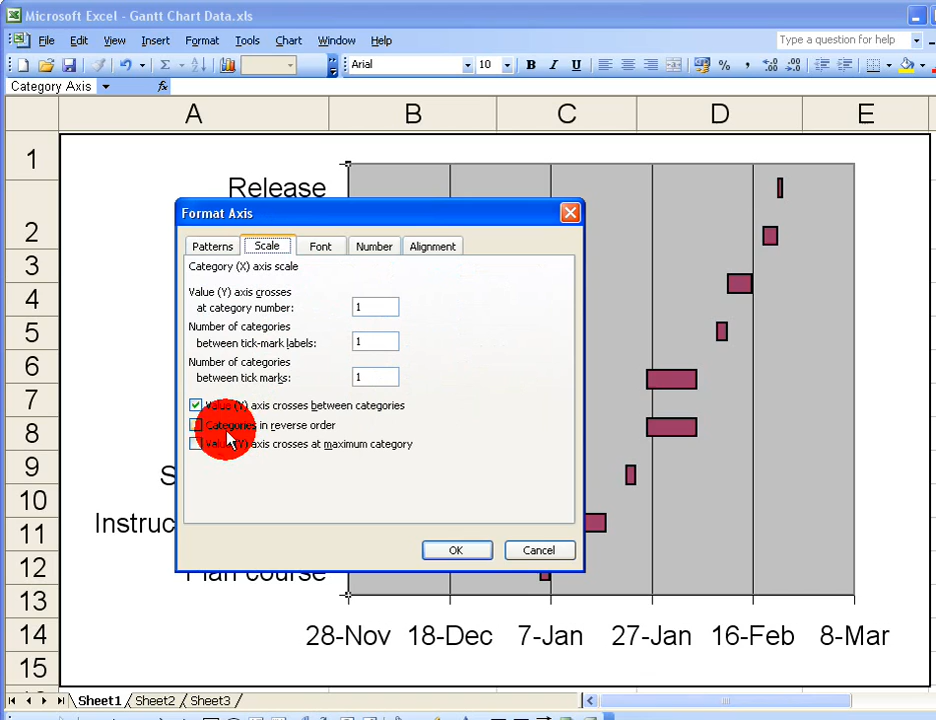 Microsoft Excel - Gantt Chart Data.xls
File Edit View Insert Format Tools Chart Window Help
Type a question for help
Arial 10 B I U
Category Axis fx
A B C D E
1
2
3
4
5
6
7
8
9
10
11
12
13
14
15
Release
Instruc
Plan course
28-Nov 18-Dec 7-Jan 27-Jan 16-Feb 8-Mar
Format Axis
Patterns Scale Font Number Alignment
Category (X) axis scale
Value (Y) axis crosses
at category number: 1
Number of categories
between tick-mark labels: 1
Number of categories
between tick marks: 1
Value (Y) axis crosses between categories
Categories in reverse order
Value (Y) axis crosses at maximum category
OK Cancel
Sheet1 Sheet2 Sheet3